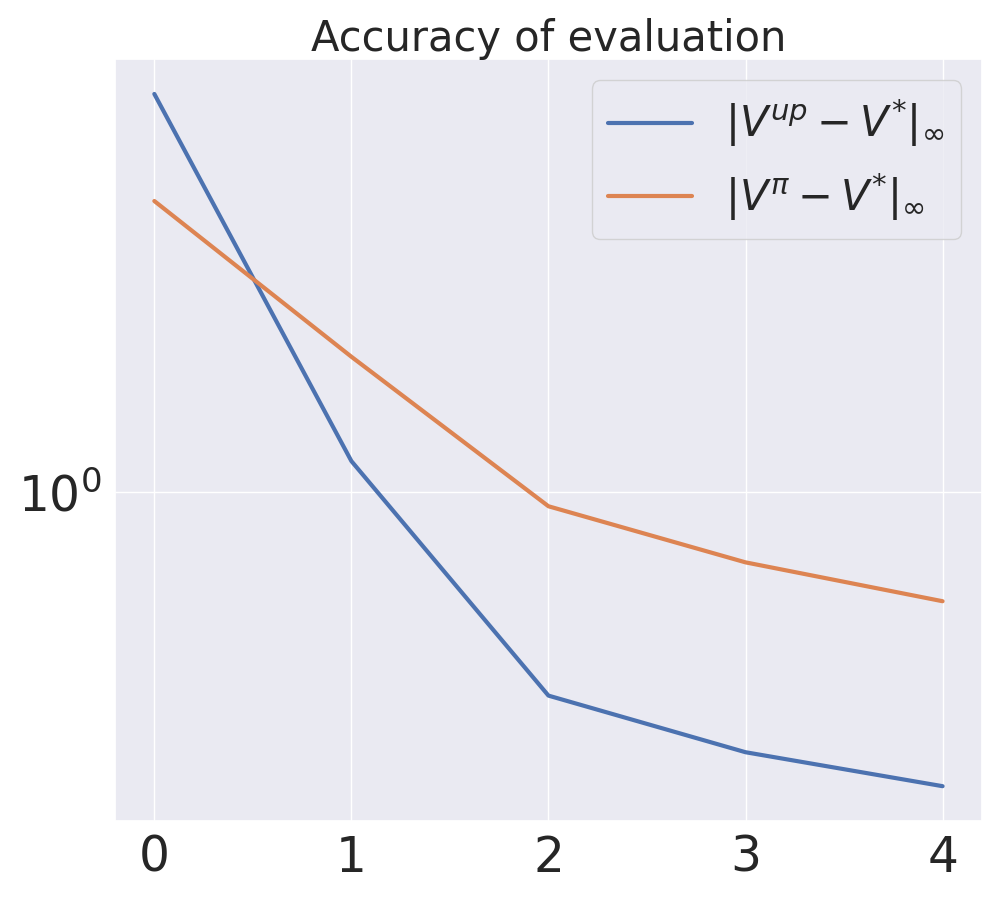 Accuracy of evaluation
|V^{up} − V^{*}|_∞
|V^{π} − V^{*}|_∞
10^0
0 1 2 3 4